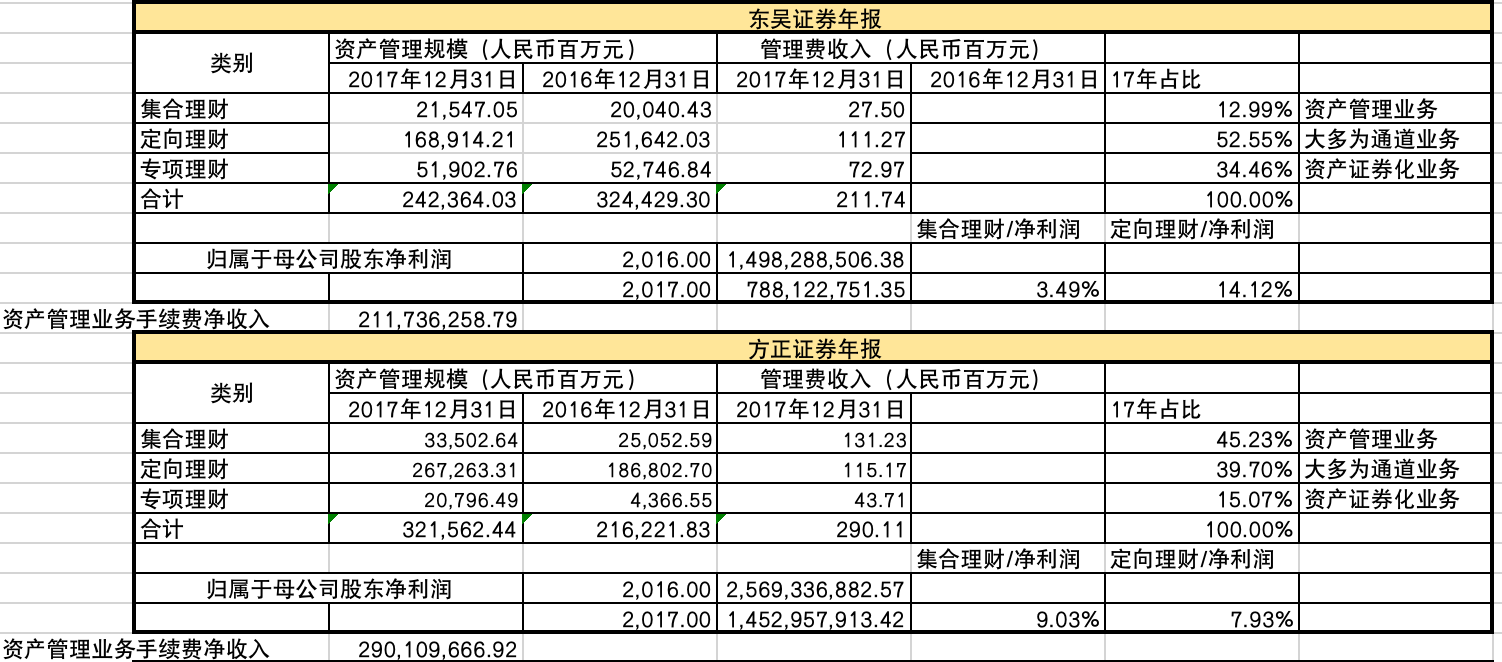 东吴证券年报
类别 资产管理规模（人民币百万元） 管理费收入（人民币百万元）
2017年12月31日 2016年12月31日 2017年12月31日 2016年12月31日 17年占比
集合理财 21,547.05 20,040.43 27.50 12.99% 资产管理业务
定向理财 168,914.21 251,642.03 111.27 52.55% 大多为通道业务
专项理财 51,902.76 52,746.84 72.97 34.46% 资产证券化业务
合计 242,364.03 324,429.30 211.74 100.00%
集合理财/净利润 定向理财/净利润
归属于母公司股东净利润 2,016.00 1,498,288,506.38
2,017.00 788,122,751.35 3.49% 14.12%
资产管理业务手续费净收入 211,736,258.79
方正证券年报
类别 资产管理规模（人民币百万元） 管理费收入（人民币百万元）
2017年12月31日 2016年12月31日 2017年12月31日 17年占比
集合理财 33,502.64 25,052.59 131.23 45.23% 资产管理业务
定向理财 267,263.31 186,802.70 115.17 39.70% 大多为通道业务
专项理财 20,796.49 4,366.55 43.71 15.07% 资产证券化业务
合计 321,562.44 216,221.83 290.11 100.00%
集合理财/净利润 定向理财/净利润
归属于母公司股东净利润 2,016.00 2,569,336,882.57
2,017.00 1,452,957,913.42 9.03% 7.93%
资产管理业务手续费净收入 290,109,666.92